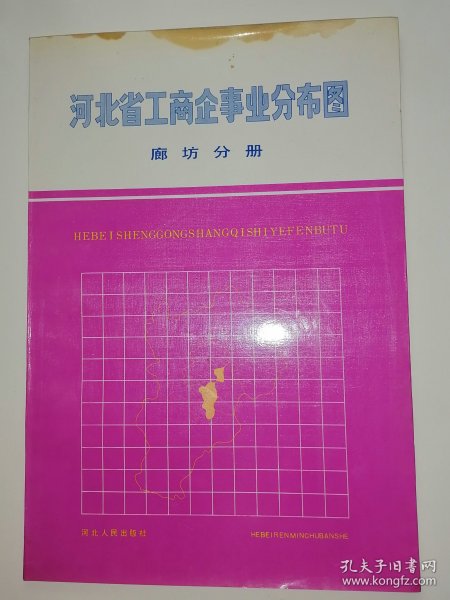 河北省工商企事业分布图
廊坊分册
HEBEISHENGGONGSHANGQISHIYEFENBUTU
河北人民出版社
HEBEIRENMINCHUBANSHE
孔夫子旧书网
www.kongfz.com